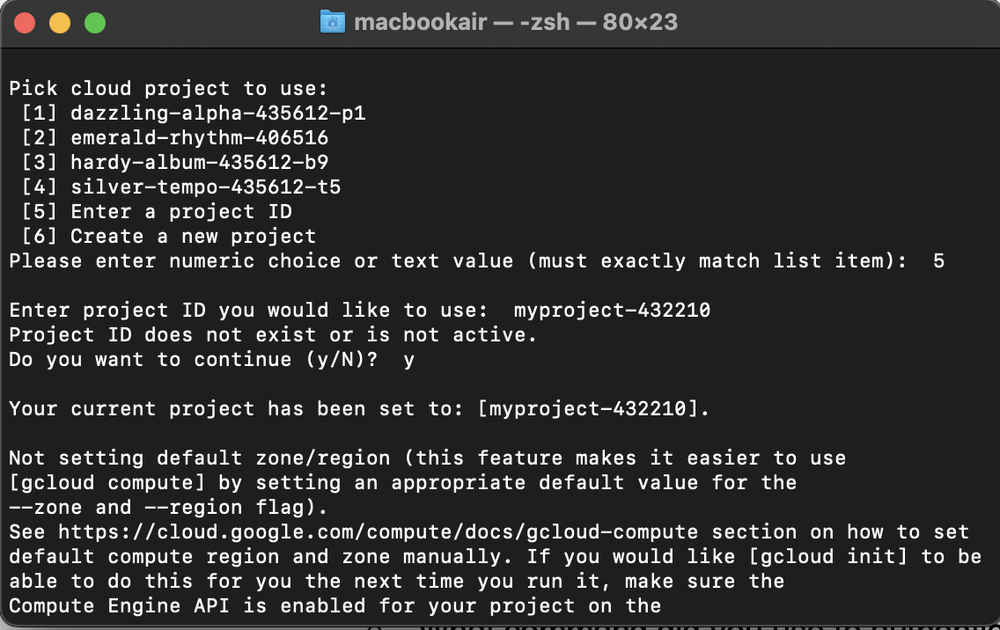 macbookair — -zsh — 80×23
Pick cloud project to use:
[1] dazzling-alpha-435612-p1
[2] emerald-rhythm-406516
[3] hardy-album-435612-b9
[4] silver-tempo-435612-t5
[5] Enter a project ID
[6] Create a new project
Please enter numeric choice or text value (must exactly match list item):  5
Enter project ID you would like to use:  myproject-432210
Project ID does not exist or is not active.
Do you want to continue (y/N)?  y
Your current project has been set to: [myproject-432210].
Not setting default zone/region (this feature makes it easier to use
[gcloud compute] by setting an appropriate default value for the
--zone and --region flag).
See https://cloud.google.com/compute/docs/gcloud-compute section on how to set
default compute region and zone manually. If you would like [gcloud init] to be
able to do this for you the next time you run it, make sure the
Compute Engine API is enabled for your project on the